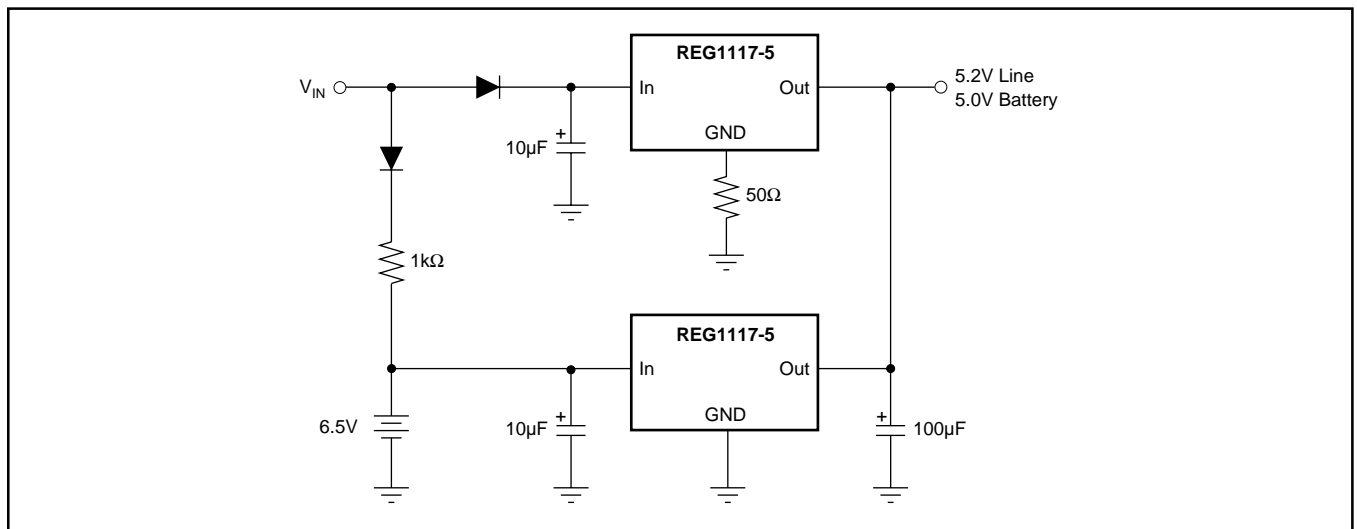 REG1117-5
V_IN
In
Out
5.2V Line
5.0V Battery
GND
+
10µF
50Ω
1kΩ
REG1117-5
In
Out
GND
6.5V
+
10µF
+
100µF